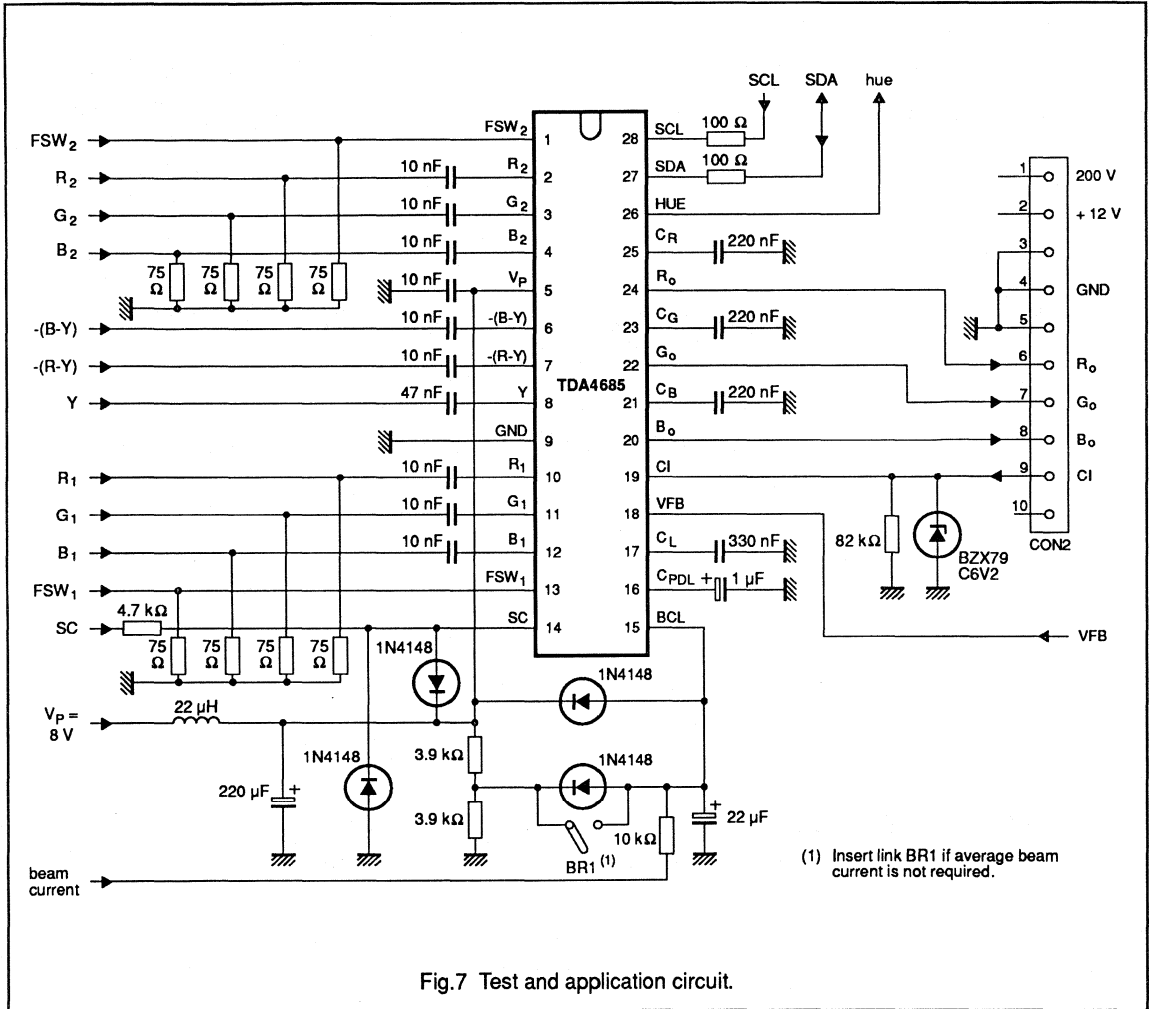 SCL SDA hue
FSW2
R2
G2
B2
-(B-Y)
-(R-Y)
Y
R1
G1
B1
FSW1
SC
VP =
8 V
beam
current
10 nF
10 nF
10 nF
10 nF
10 nF
10 nF
47 nF
10 nF
10 nF
10 nF
75
Ω
75
Ω
75
Ω
75
Ω
4.7 kΩ
75
Ω
75
Ω
75
Ω
75
Ω
22 µH
220 µF
+
1N4148
1N4148
FSW2 1
R2 2
G2 3
B2 4
VP 5
-(B-Y) 6
-(R-Y) 7
Y 8
GND 9
R1 10
G1 11
B1 12
FSW1 13
SC 14
TDA4685
28 SCL 100 Ω
27 SDA 100 Ω
26 HUE
25 CR 220 nF
24 Ro
23 CG 220 nF
22 Go
21 CB 220 nF
20 Bo
19 CI
18 VFB
17 CL 330 nF
16 CPDL + 1 µF
15 BCL
1N4148
1N4148
3.9 kΩ
3.9 kΩ
BR1 (1)
10 kΩ
+
22 µF
82 kΩ
BZX79
C6V2
1 200 V
2 + 12 V
3
4 GND
5
6 Ro
7 Go
8 Bo
9 CI
10
CON2
VFB
(1) Insert link BR1 if average beam
current is not required.
Fig.7 Test and application circuit.